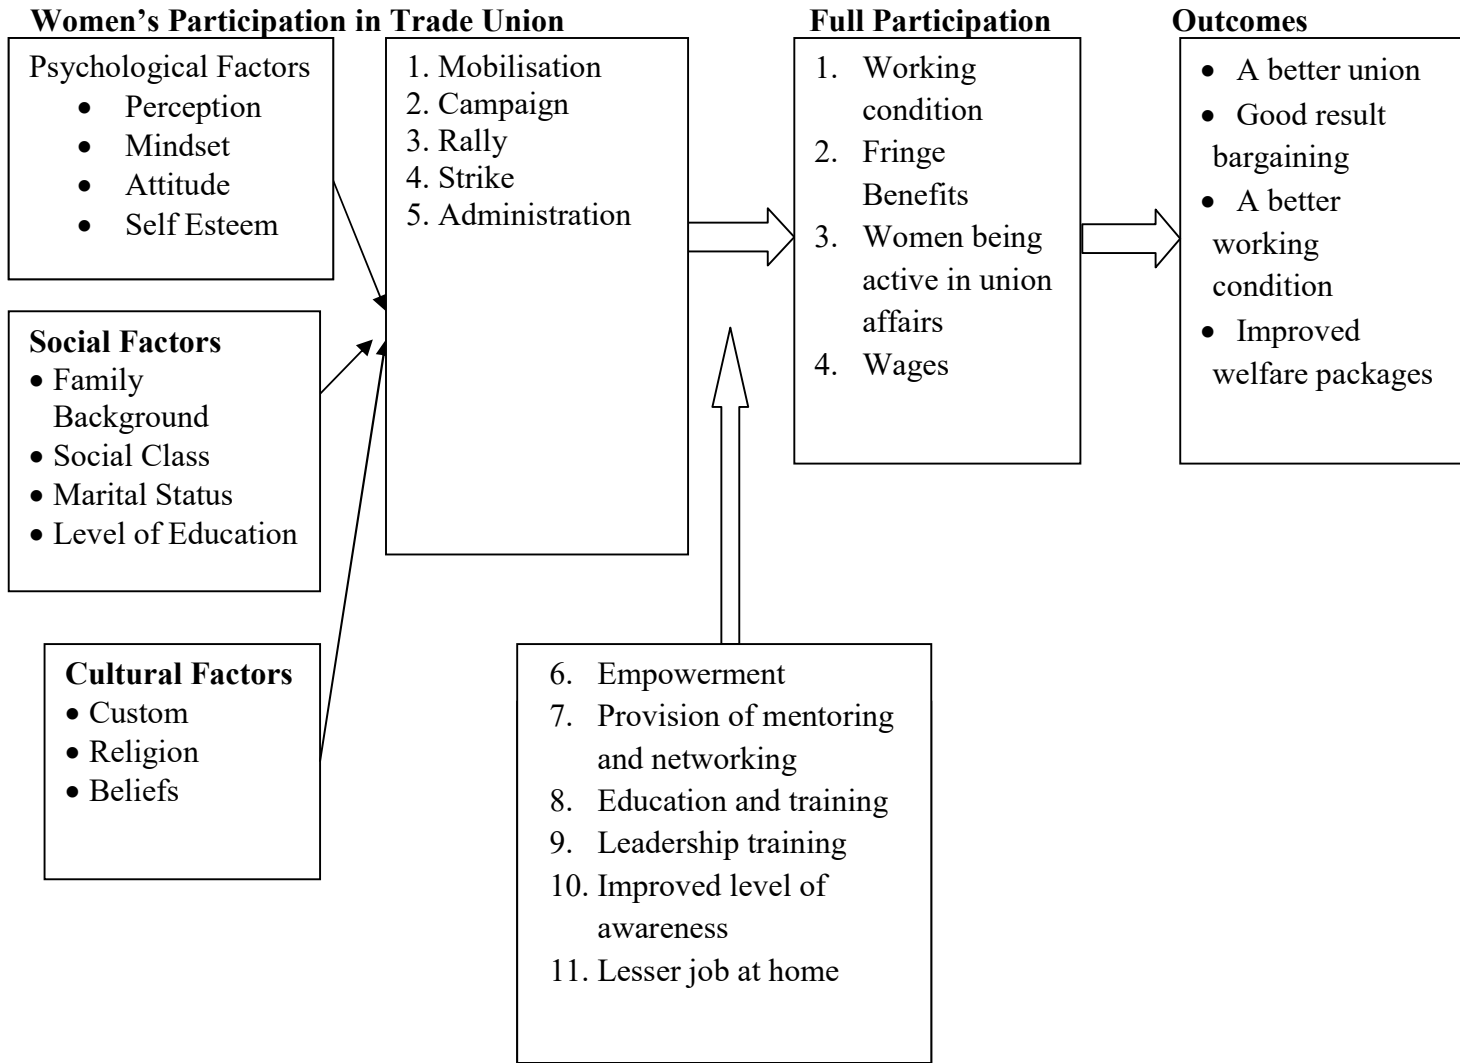 Women’s Participation in Trade Union
Psychological Factors
• Perception
• Mindset
• Attitude
• Self Esteem
Social Factors
• Family
Background
• Social Class
• Marital Status
• Level of Education
Cultural Factors
• Custom
• Religion
• Beliefs
1. Mobilisation
2. Campaign
3. Rally
4. Strike
5. Administration
6. Empowerment
7. Provision of mentoring
and networking
8. Education and training
9. Leadership training
10. Improved level of
awareness
11. Lesser job at home
Full Participation
1. Working
condition
2. Fringe
Benefits
3. Women being
active in union
affairs
4. Wages
Outcomes
• A better union
• Good result
bargaining
• A better
working
condition
• Improved
welfare packages